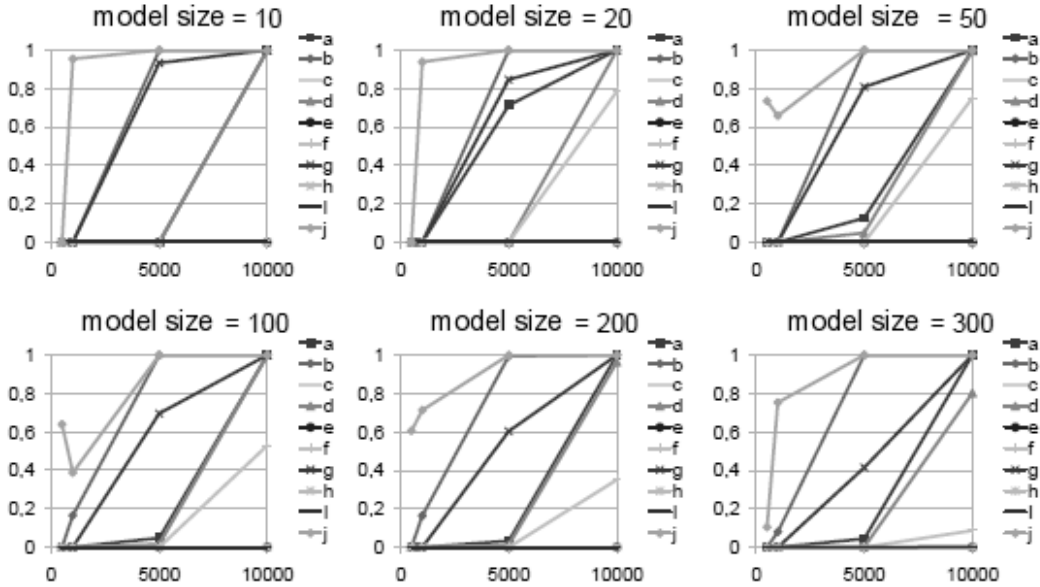 model size = 10
1
0,8
0,6
0,4
0,2
0
0
5000
10000
a
b
c
d
e
f
g
h
I
j
model size = 20
1
0,8
0,6
0,4
0,2
0
0
5000
10000
a
b
c
d
e
f
g
h
I
j
model size = 50
1
0,8
0,6
0,4
0,2
0
0
5000
10000
a
b
c
d
e
f
g
h
I
j
model size = 100
1
0,8
0,6
0,4
0,2
0
0
5000
10000
a
b
c
d
e
f
g
h
I
j
model size = 200
1
0,8
0,6
0,4
0,2
0
0
5000
10000
a
b
c
d
e
f
g
h
I
j
model size = 300
1
0,8
0,6
0,4
0,2
0
0
5000
10000
a
b
c
d
e
f
g
h
I
j